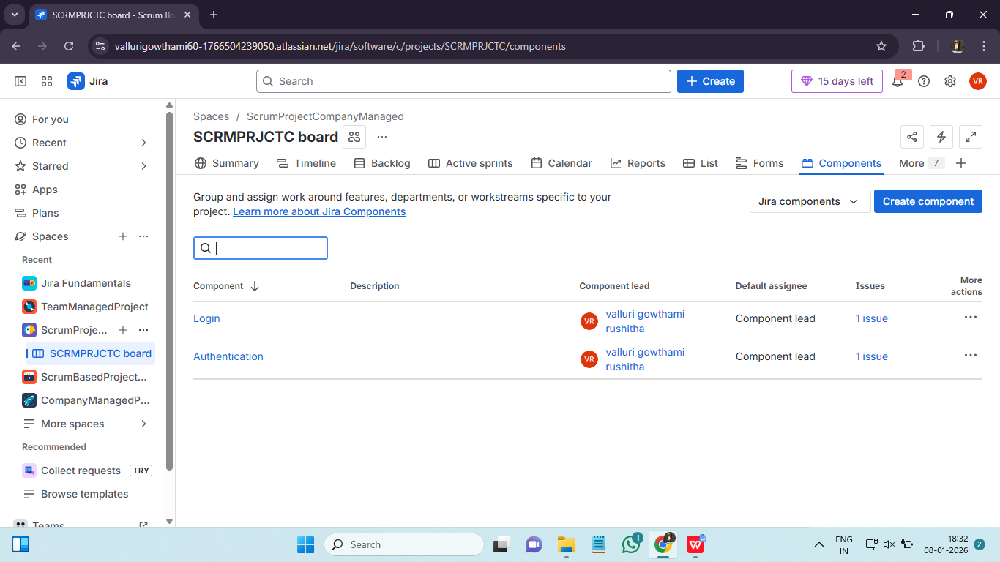 SCRMPRJCTC board - Scrum Bo
vallurigowthami60-1766504239050.atlassian.net/jira/software/c/projects/SCRMPRJCTC/components
Jira
Search
Create
15 days left
2
VR
For you
Recent
Starred
Apps
Plans
Spaces
Recent
Jira Fundamentals
TeamManagedProject
ScrumProje...
SCRMPRJCTC board
ScrumBasedProject...
CompanyManagedP...
More spaces
Recommended
Collect requests TRY
Browse templates
Teams
Spaces / ScrumProjectCompanyManaged
SCRMPRJCTC board
Summary Timeline Backlog Active sprints Calendar Reports List Forms Components More 7
Group and assign work around features, departments, or workstreams specific to your
project. Learn more about Jira Components
Jira components
Create component
Component Description Component lead Default assignee Issues More actions
Login VR valluri gowthami rushitha Component lead 1 issue
Authentication VR valluri gowthami rushitha Component lead 1 issue
Search
1
ENG
IN
18:32
08-01-2026
2